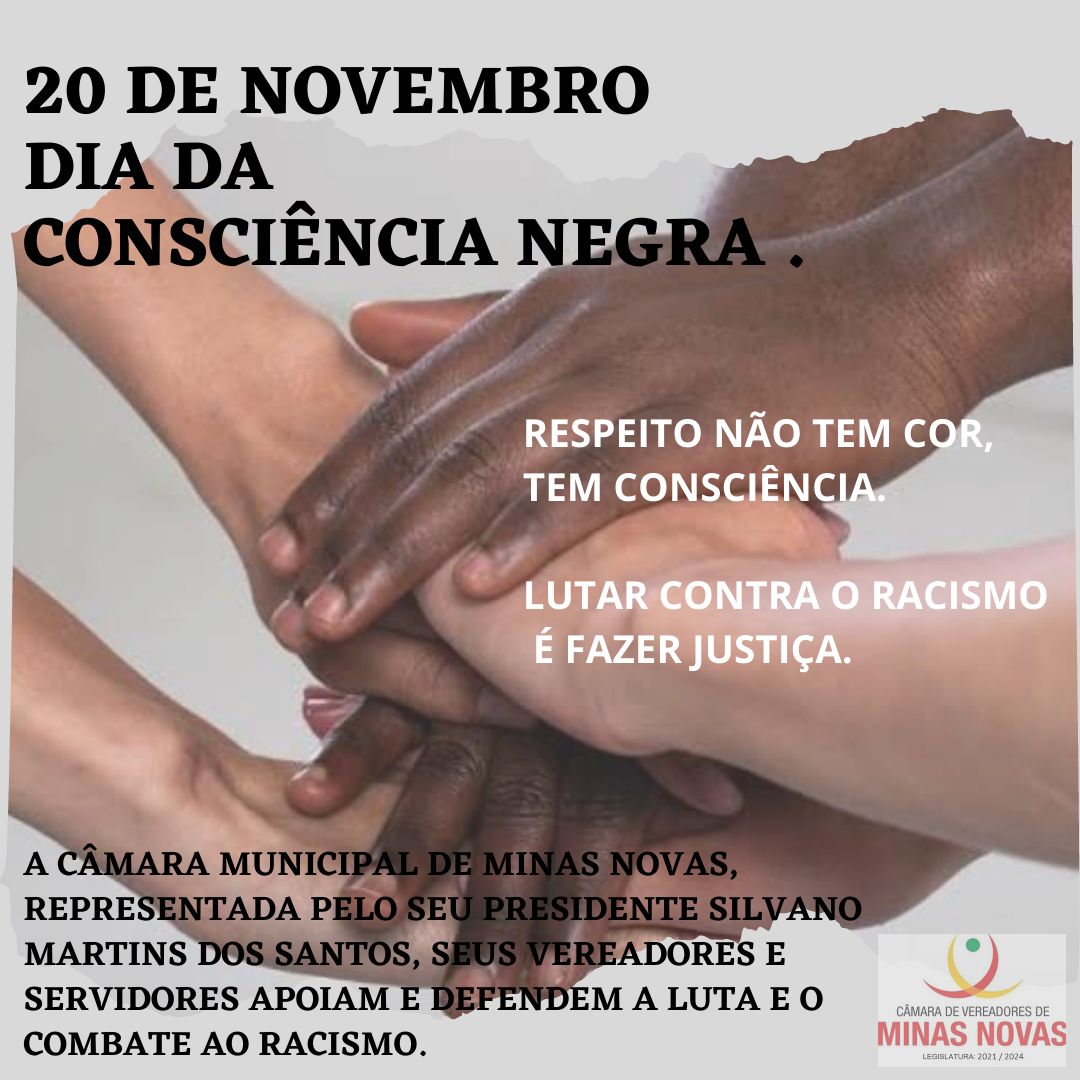 20 DE NOVEMBRO
DIA DA
CONSCIÊNCIA NEGRA .
RESPEITO NÃO TEM COR,
TEM CONSCIÊNCIA.
LUTAR CONTRA O RACISMO
É FAZER JUSTIÇA.
A CÂMARA MUNICIPAL DE MINAS NOVAS,
REPRESENTADA PELO SEU PRESIDENTE SILVANO
MARTINS DOS SANTOS, SEUS VEREADORES E
SERVIDORES APOIAM E DEFENDEM A LUTA E O
COMBATE AO RACISMO.
CÂMARA DE VEREADORES DE
MINAS NOVAS
LEGISLATURA: 2021 / 2024